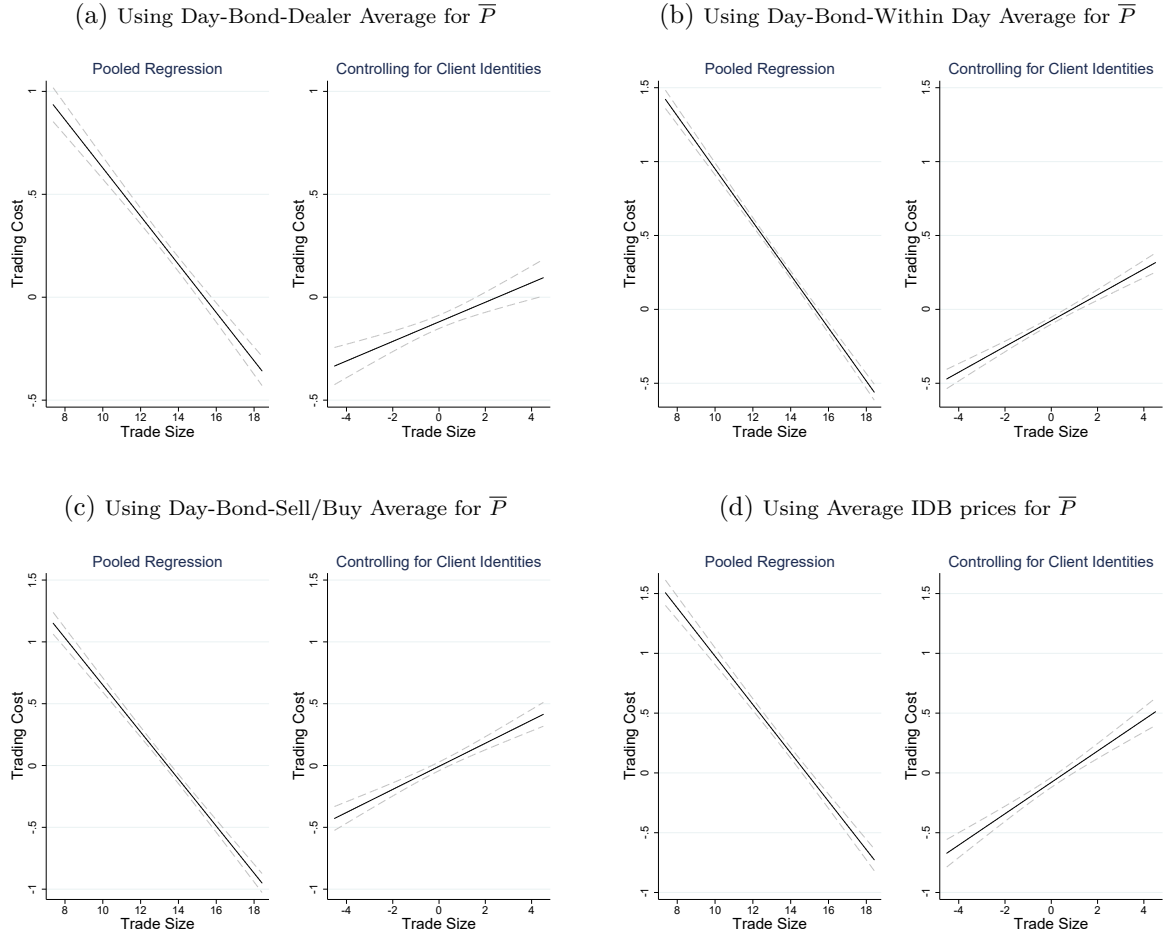 (a) Using Day-Bond-Dealer Average for P̅
Pooled Regression
Trading Cost
1
.5
0
-.5
8 10 12 14 16 18
Trade Size
Controlling for Client Identities
Trading Cost
1
.5
0
-.5
-4 -2 0 2 4
Trade Size
(b) Using Day-Bond-Within Day Average for P̅
Pooled Regression
Trading Cost
1.5
1
.5
0
-.5
8 10 12 14 16 18
Trade Size
Controlling for Client Identities
Trading Cost
1.5
1
.5
0
-.5
-4 -2 0 2 4
Trade Size
(c) Using Day-Bond-Sell/Buy Average for P̅
Pooled Regression
Trading Cost
1.5
1
.5
0
-.5
-1
8 10 12 14 16 18
Trade Size
Controlling for Client Identities
Trading Cost
1.5
1
.5
0
-.5
-1
-4 -2 0 2 4
Trade Size
(d) Using Average IDB prices for P̅
Pooled Regression
Trading Cost
1.5
1
.5
0
-.5
-1
8 10 12 14 16 18
Trade Size
Controlling for Client Identities
Trading Cost
1.5
1
.5
0
-.5
-1
-4 -2 0 2 4
Trade Size